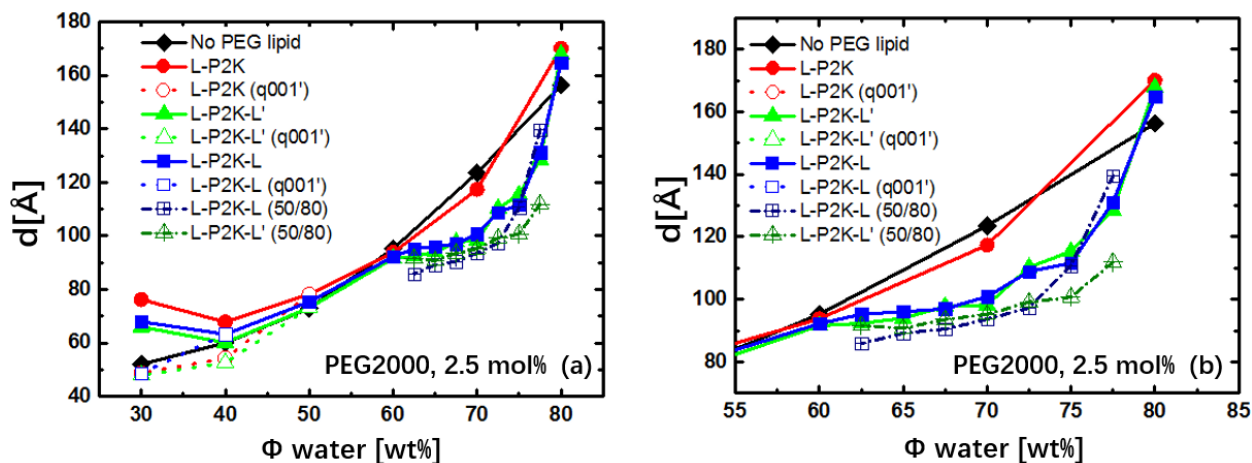 180
160
140
120
100
80
60
40
d[Å]
No PEG lipid
L-P2K
L-P2K (q001')
L-P2K-L'
L-P2K-L' (q001')
L-P2K-L
L-P2K-L (q001')
L-P2K-L (50/80)
L-P2K-L' (50/80)
PEG2000, 2.5 mol% (a)
30 40 50 60 70 80
Φ water [wt%]
180
160
140
120
100
80
d[Å]
No PEG lipid
L-P2K
L-P2K (q001')
L-P2K-L'
L-P2K-L' (q001')
L-P2K-L
L-P2K-L (q001')
L-P2K-L (50/80)
L-P2K-L' (50/80)
PEG2000, 2.5 mol% (b)
55 60 65 70 75 80 85
Φ water [wt%]